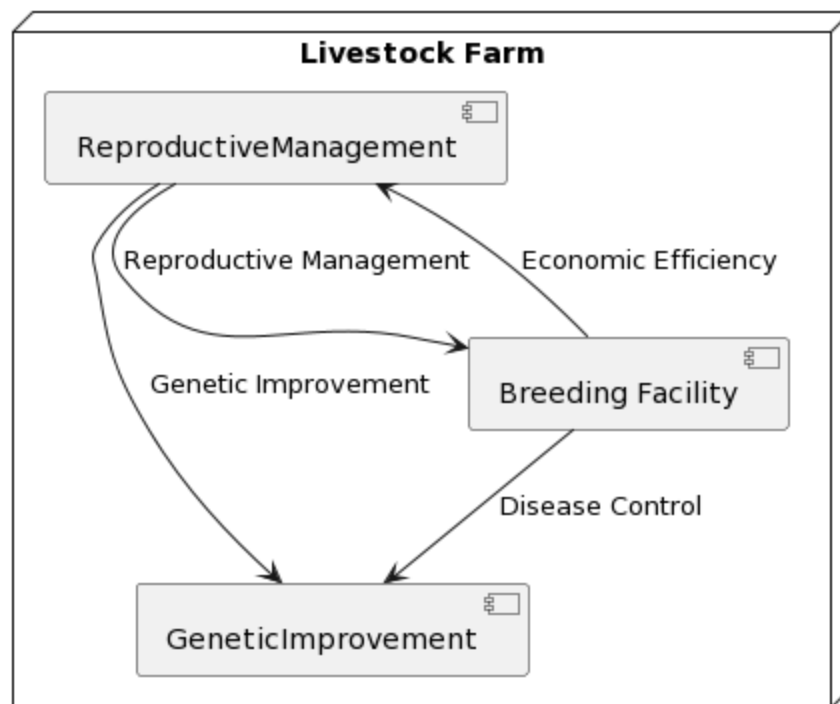 Livestock Farm
ReproductiveManagement
Reproductive Management
Economic Efficiency
Genetic Improvement
Breeding Facility
Disease Control
GeneticImprovement